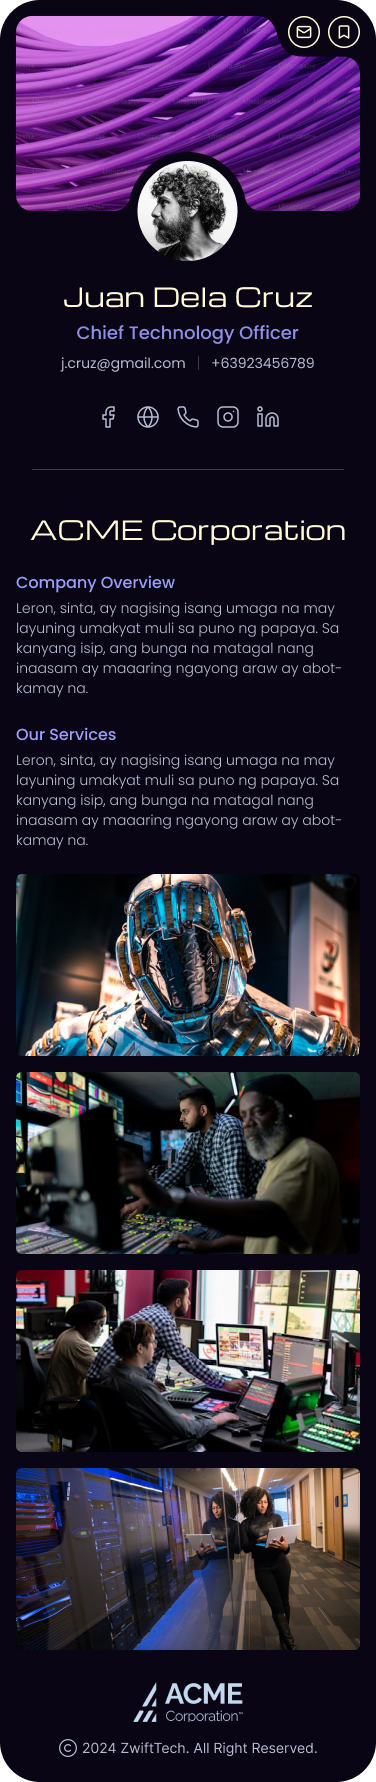 Juan Dela Cruz
Chief Technology Officer
j.cruz@gmail.com | +63923456789
ACME Corporation
Company Overview
Leron, sinta, ay nagising isang umaga na may
layuning umakyat muli sa puno ng papaya. Sa
kanyang isip, ang bunga na matagal nang
inaasam ay maaaring ngayong araw ay abot-
kamay na.
Our Services
Leron, sinta, ay nagising isang umaga na may
layuning umakyat muli sa puno ng papaya. Sa
kanyang isip, ang bunga na matagal nang
inaasam ay maaaring ngayong araw ay abot-
kamay na.
ACME
Corporation™
© 2024 ZwiftTech. All Right Reserved.